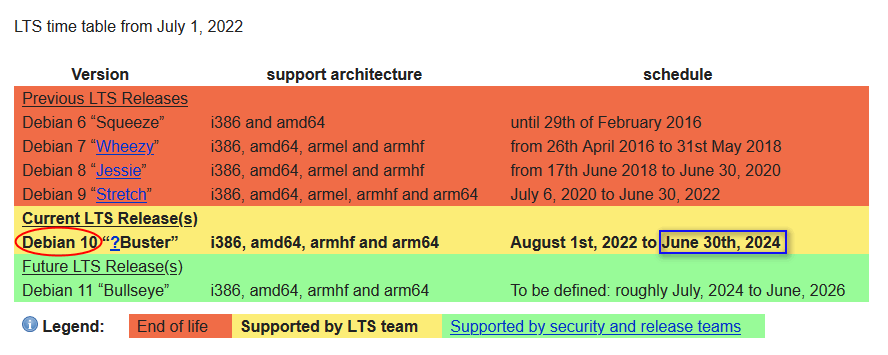 LTS time table from July 1, 2022
Version support architecture schedule
Previous LTS Releases
Debian 6 “Squeeze” i386 and amd64 until 29th of February 2016
Debian 7 “Wheezy” i386, amd64, armel and armhf from 26th April 2016 to 31st May 2018
Debian 8 “Jessie” i386, amd64, armel and armhf from 17th June 2018 to June 30, 2020
Debian 9 “Stretch” i386, amd64, armel, armhf and arm64 July 6, 2020 to June 30, 2022
Current LTS Release(s)
Debian 10 “?Buster” i386, amd64, armhf and arm64 August 1st, 2022 to June 30th, 2024
Future LTS Release(s)
Debian 11 “Bullseye” i386, amd64, armhf and arm64 To be defined: roughly July, 2024 to June, 2026
i Legend: End of life Supported by LTS team Supported by security and release teams